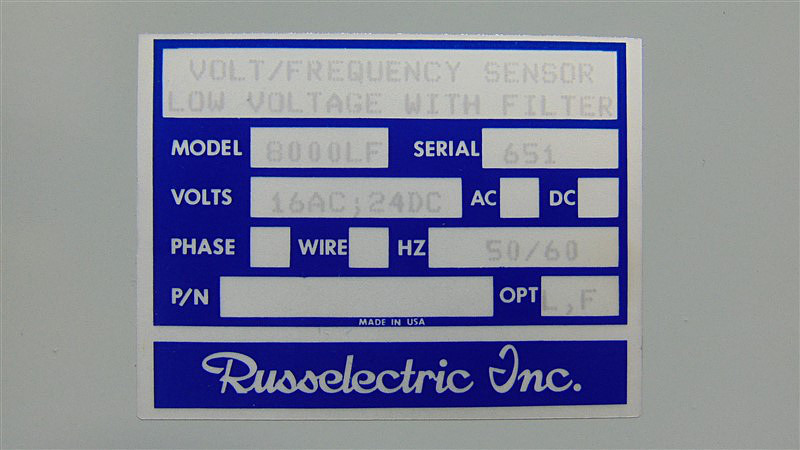 VOLT/FREQUENCY SENSOR
LOW VOLTAGE WITH FILTER
MODEL 8000LF SERIAL 651
VOLTS 16AC;24DC AC DC
PHASE WIRE HZ 50/60
P/N OPT L,F
MADE IN USA
Russelectric Inc.